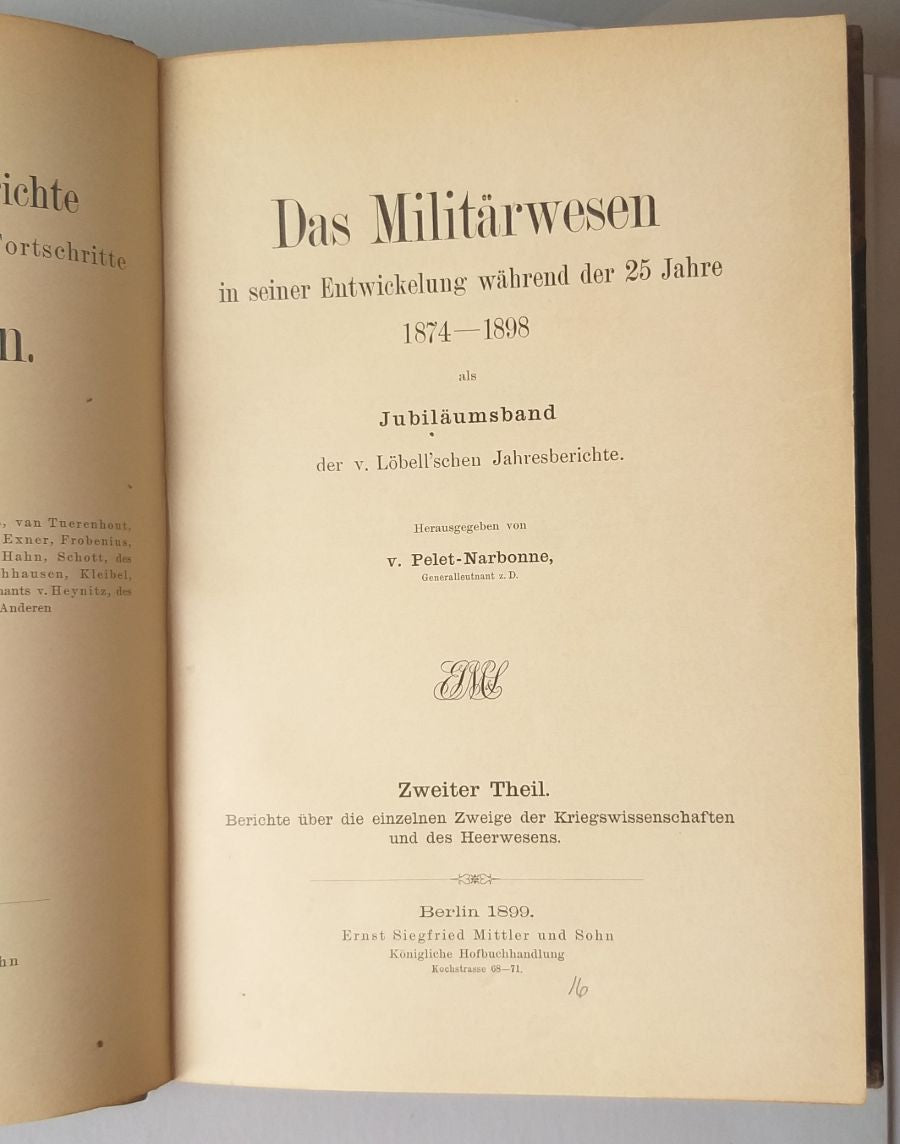 ichte
Fortschritte
n.
, van Tuerenhout,
Exner, Frobenius,
Hahn, Schott, des
hhausen, Kleibel,
nants v. Heynitz, des
Anderen
hn
Das Militärwesen
in seiner Entwickelung während der 25 Jahre
1874—1898
als
Jubiläumsband
der v. Löbell'schen Jahresberichte.
Herausgegeben von
v. Pelet-Narbonne,
Generalleutnant z. D.
Zweiter Theil.
Berichte über die einzelnen Zweige der Kriegswissenschaften
und des Heerwesens.
Berlin 1899.
Ernst Siegfried Mittler und Sohn
Königliche Hofbuchhandlung
Kochstrasse 68—71.
16